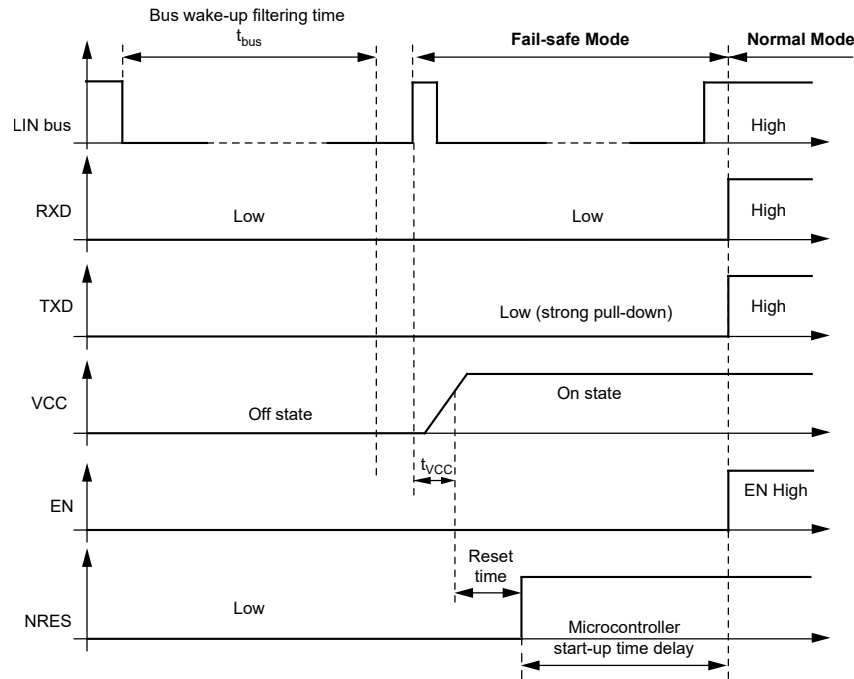 Bus wake-up filtering time
tbus
Fail-safe Mode
Normal Mode
LIN bus
High
RXD
Low
Low
High
TXD
Low (strong pull-down)
High
VCC
Off state
On state
tVCC
EN
EN High
Reset
time
NRES
Low
Microcontroller
start-up time delay